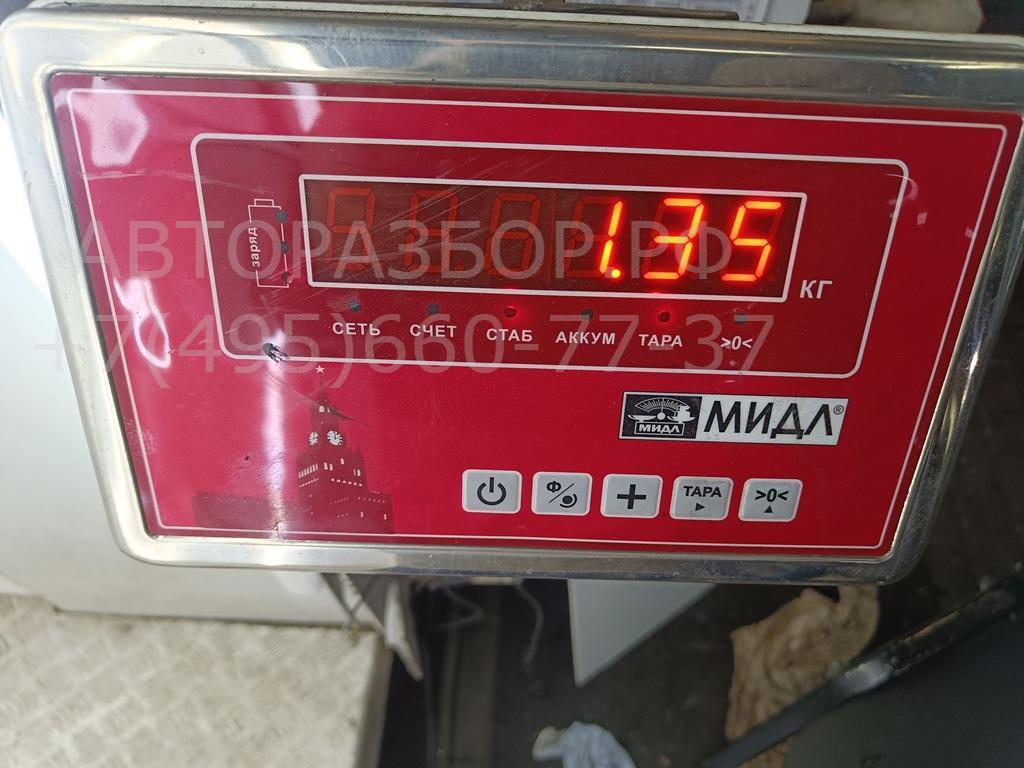 1.35
заряд
кг
СЕТЬ СЧЕТ СТАБ АККУМ ТАРА >0<
АВТОРАЗБОР.РФ
+7(495)660-77-37
МИДЛ МИДЛ®
Ф ТАРА >0<